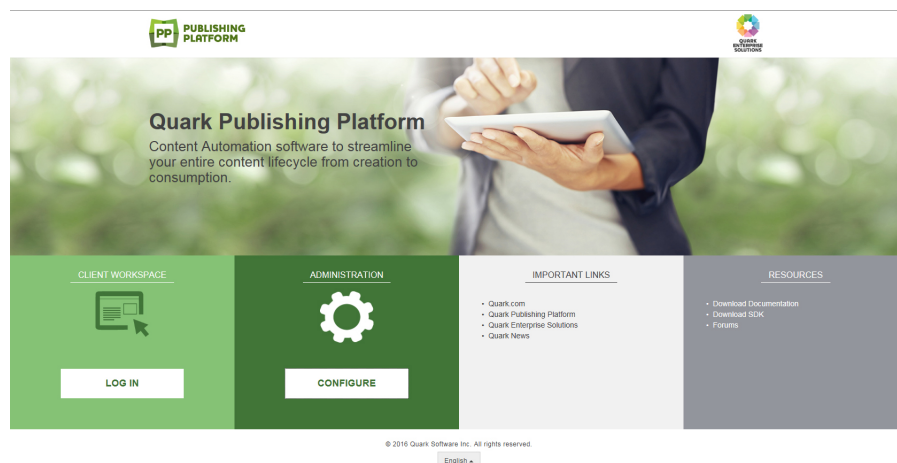 PP PUBLISHING
PLATFORM
QUARK
ENTERPRISE
SOLUTIONS
Quark Publishing Platform
Content Automation software to streamline
your entire content lifecycle from creation to
consumption.
CLIENT WORKSPACE
LOG IN
ADMINISTRATION
CONFIGURE
IMPORTANT LINKS
• Quark.com
• Quark Publishing Platform
• Quark Enterprise Solutions
• Quark News
RESOURCES
• Download Documentation
• Download SDK
• Forums
© 2016 Quark Software Inc. All rights reserved.
English